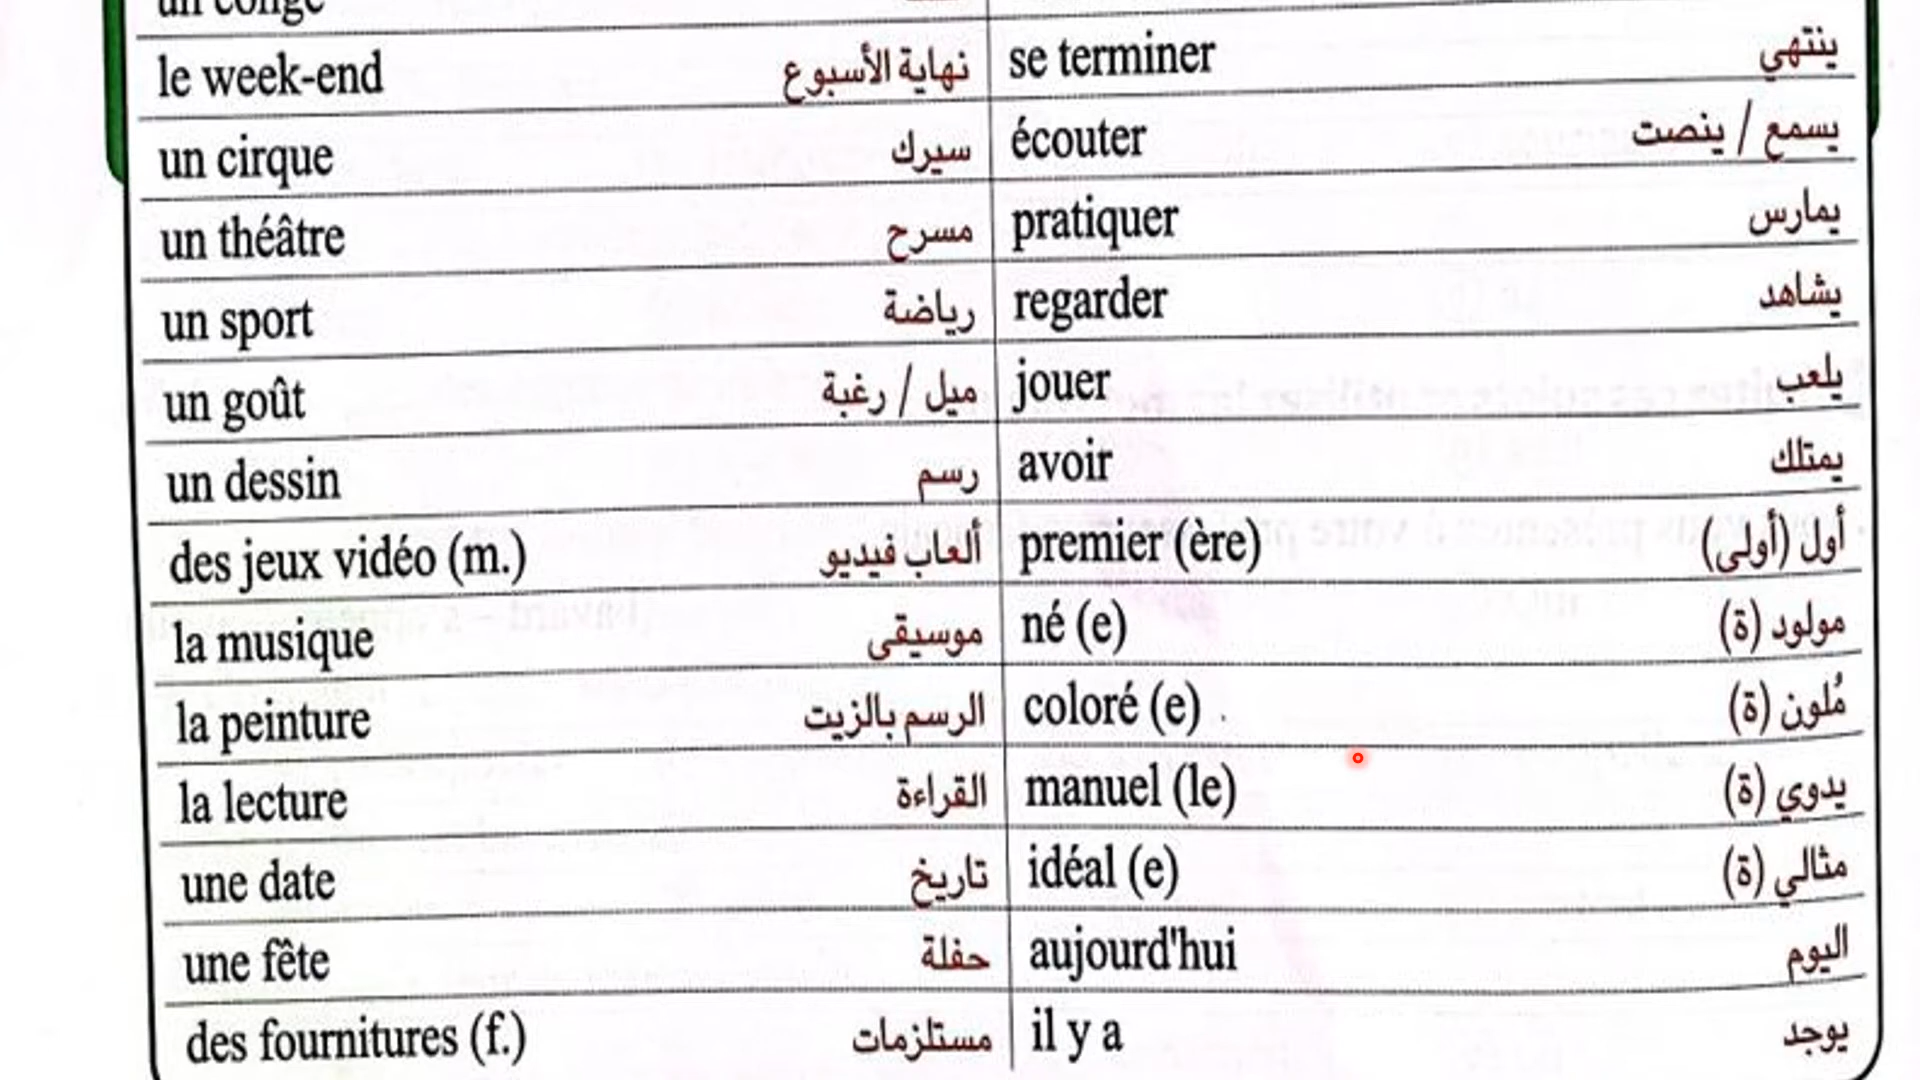 un congé
le week-end نهاية الأسبوع se terminer ينتهي
un cirque سيرك écouter يسمع / ينصت
un théâtre مسرح pratiquer يمارس
un sport رياضة regarder يشاهد
un goût ميل / رغبة jouer يلعب
un dessin رسم avoir يمتلك
des jeux vidéo (m.) ألعاب فيديو premier (ère) أول (أولى)
la musique موسيقى né (e) مولود (ة)
la peinture الرسم بالزيت coloré (e) مُلون (ة)
la lecture القراءة manuel (le) يدوي (ة)
une date تاريخ idéal (e) مثالي (ة)
une fête حفلة aujourd'hui اليوم
des fournitures (f.) مستلزمات il y a يوجد